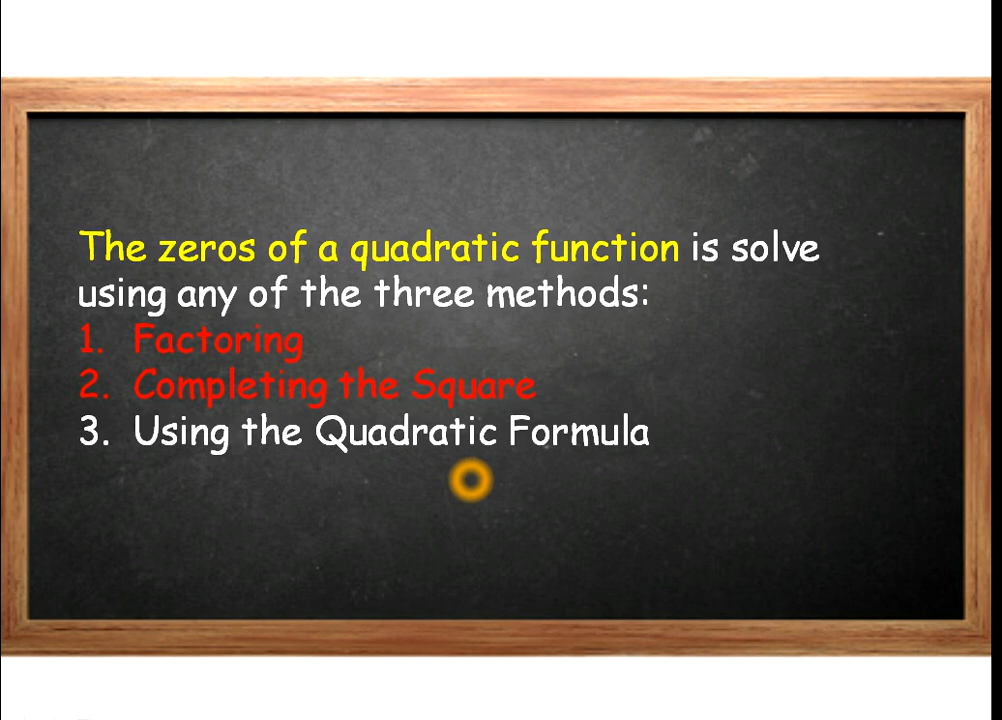 The zeros of a quadratic function is solve
using any of the three methods:
1. Factoring
2. Completing the Square
3. Using the Quadratic Formula